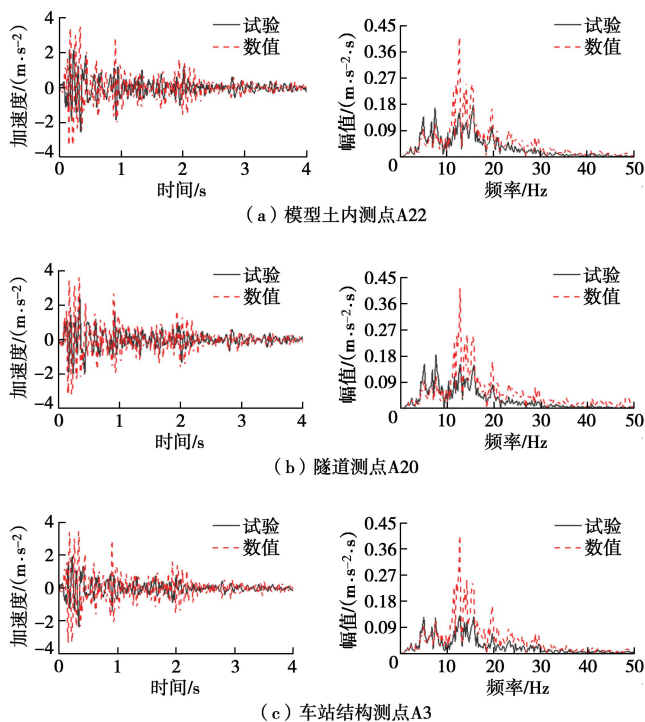 试验
数值
加速度/(m·s⁻²)
4
2
0
−2
−4
0 1 2 3 4
时间/s
试验
数值
幅值/(m·s⁻²·s)
0.45
0.36
0.27
0.18
0.09
0 10 20 30 40 50
频率/Hz
(a)模型土内测点A22
试验
数值
加速度/(m·s⁻²)
4
2
0
−2
−4
0 1 2 3 4
时间/s
试验
数值
幅值/(m·s⁻²·s)
0.45
0.36
0.27
0.18
0.09
0 10 20 30 40 50
频率/Hz
(b)隧道测点A20
试验
数值
加速度/(m·s⁻²)
4
2
0
−2
−4
0 1 2 3 4
时间/s
试验
数值
幅值/(m·s⁻²·s)
0.45
0.36
0.27
0.18
0.09
0 10 20 30 40 50
频率/Hz
(c)车站结构测点A3